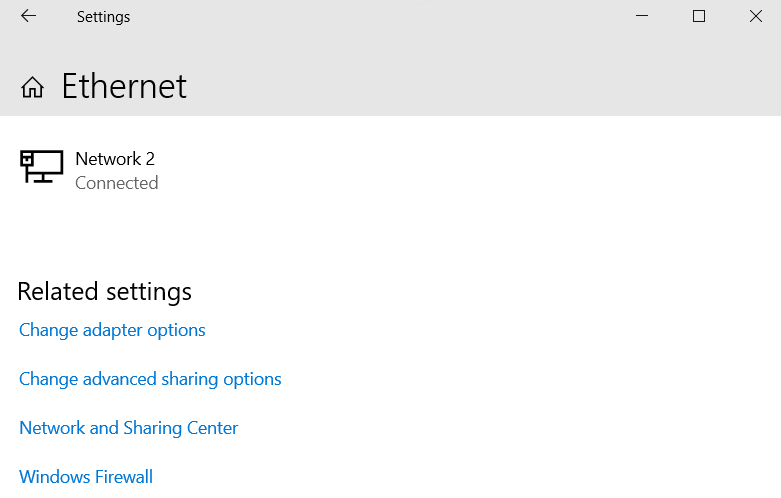 Settings
Ethernet
Network 2
Connected
Related settings
Change adapter options
Change advanced sharing options
Network and Sharing Center
Windows Firewall